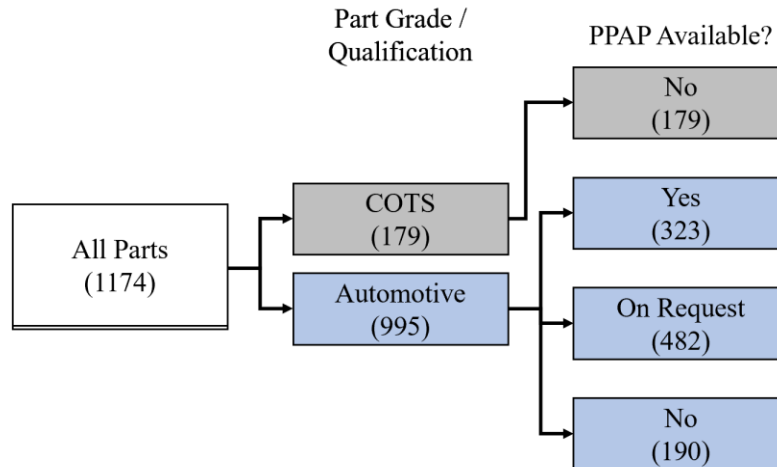 Part Grade /
Qualification
PPAP Available?
All Parts
(1174)
COTS
(179)
Automotive
(995)
No
(179)
Yes
(323)
On Request
(482)
No
(190)